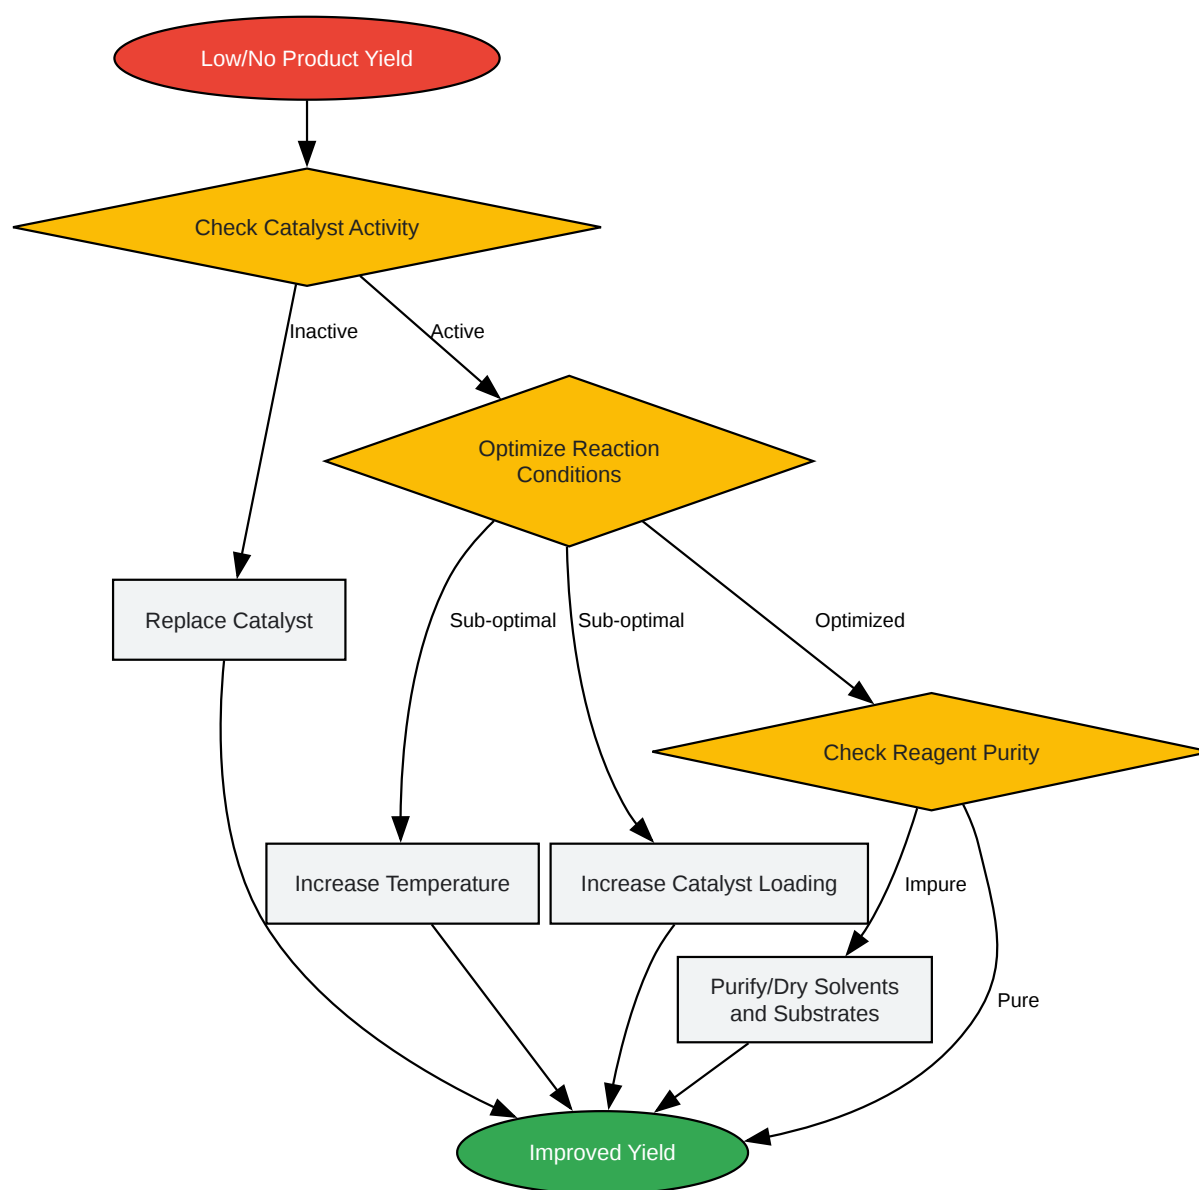 Low/No Product Yield
Check Catalyst Activity
Inactive
Active
Optimize Reaction
Conditions
Replace Catalyst
Sub-optimal
Sub-optimal
Optimized
Check Reagent Purity
Increase Temperature
Increase Catalyst Loading
Impure
Purify/Dry Solvents
and Substrates
Pure
Improved Yield